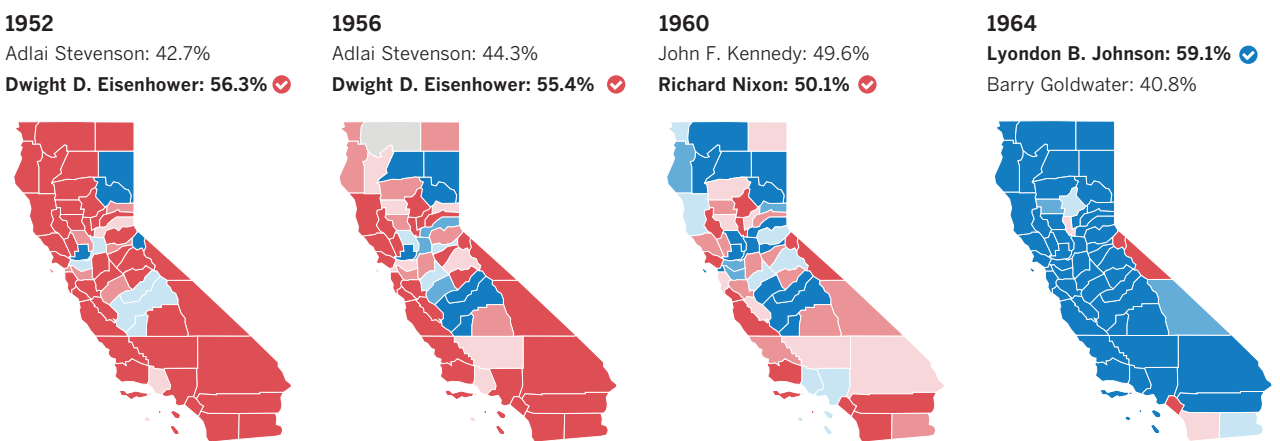 1952
Adlai Stevenson: 42.7%
Dwight D. Eisenhower: 56.3%
1956
Adlai Stevenson: 44.3%
Dwight D. Eisenhower: 55.4%
1960
John F. Kennedy: 49.6%
Richard Nixon: 50.1%
1964
Lyondon B. Johnson: 59.1%
Barry Goldwater: 40.8%